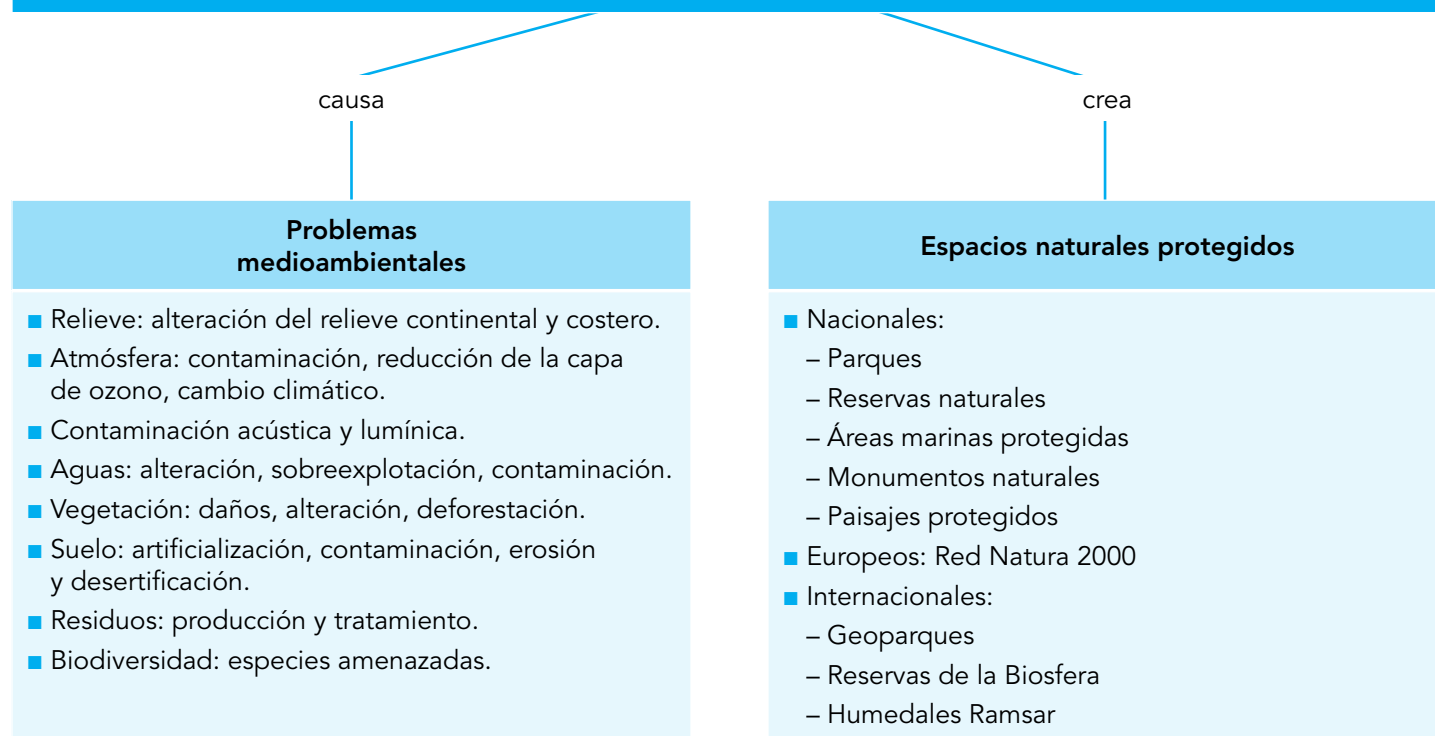 causa
crea
Problemas
medioambientales
■ Relieve: alteración del relieve continental y costero.
■ Atmósfera: contaminación, reducción de la capa
de ozono, cambio climático.
■ Contaminación acústica y lumínica.
■ Aguas: alteración, sobreexplotación, contaminación.
■ Vegetación: daños, alteración, deforestación.
■ Suelo: artificialización, contaminación, erosión
y desertificación.
■ Residuos: producción y tratamiento.
■ Biodiversidad: especies amenazadas.
Espacios naturales protegidos
■ Nacionales:
– Parques
– Reservas naturales
– Áreas marinas protegidas
– Monumentos naturales
– Paisajes protegidos
■ Europeos: Red Natura 2000
■ Internacionales:
– Geoparques
– Reservas de la Biosfera
– Humedales Ramsar